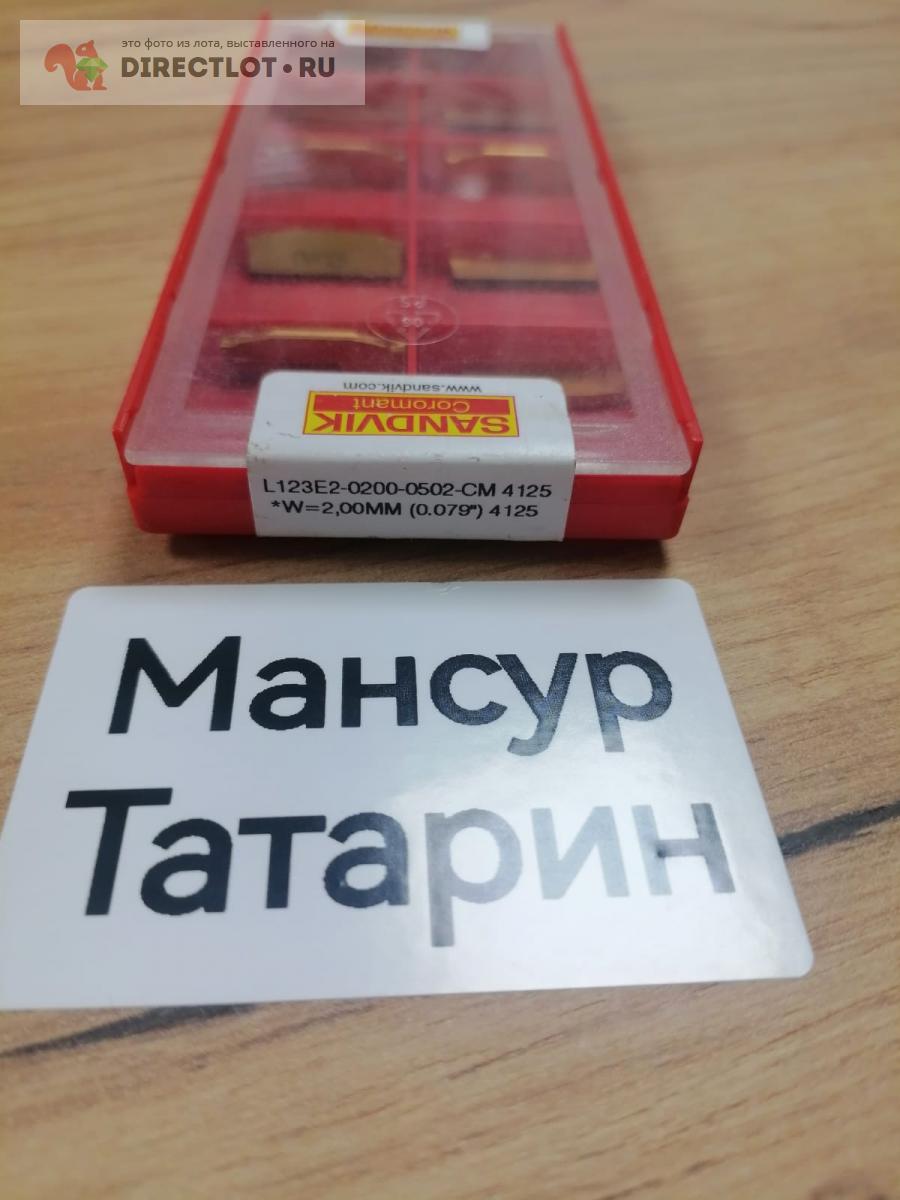 это фото из лота, выставленного на
DIRECTLOT•RU
PS
www.sandvik.com
SANDVIK
Coromant
L123E2-0200-0502-CM 4125
*W=2,00MM (0.079") 4125
Мансур
Татарин